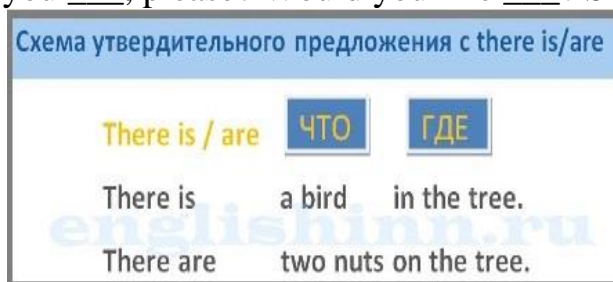 Схема утвердительного предложения с there is/are
There is / are ЧТО ГДЕ
There is a bird in the tree.
There are two nuts on the tree.
englishinn.ru